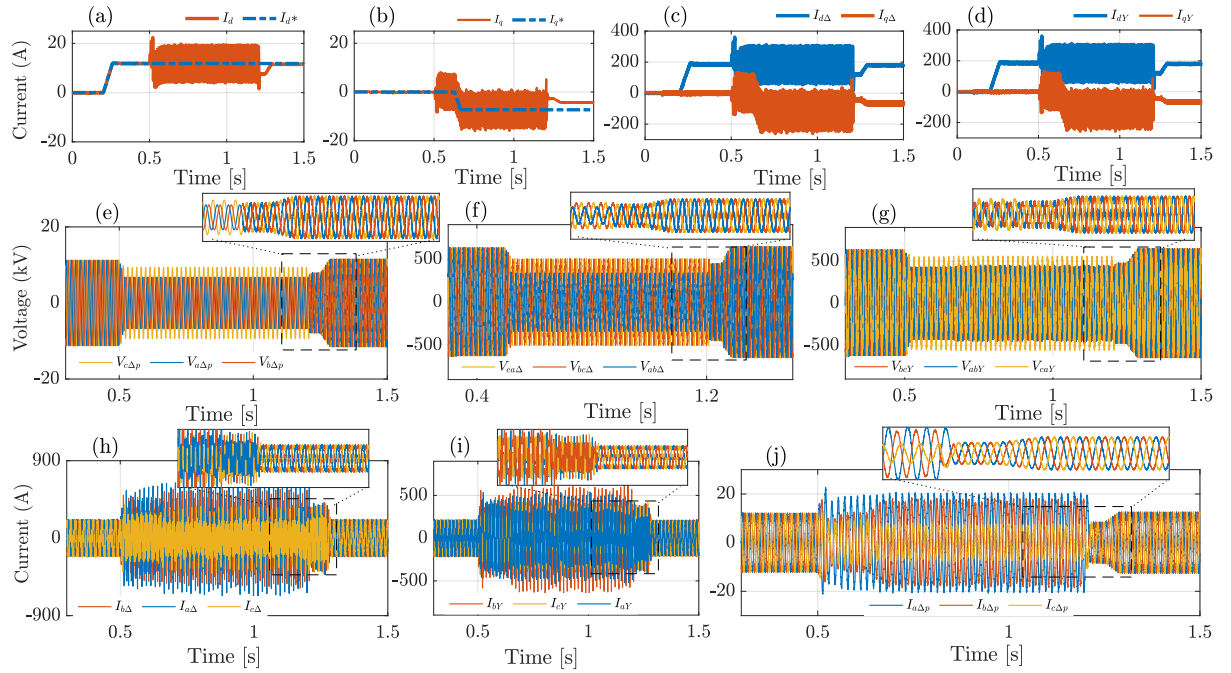 (a) I_d I_d*
(b) I_q I_q*
(c) I_dΔ I_qΔ
(d) I_dY I_qY
Current (A)
20
0
-20
0 0.5 1 1.5
Time [s]
20
0
-20
0 0.5 1 1.5
Time [s]
400
200
0
-200
0 0.5 1 1.5
Time [s]
400
200
0
-200
0 0.5 1 1.5
Time [s]
(e)
Voltage (kV)
20
0
-20
V_cΔp V_aΔp V_bΔp
0.5 1 1.5
Time [s]
(f)
500
0
-500
V_caΔ V_bcΔ V_abΔ
0.4 1.2
Time [s]
(g)
500
0
-500
V_bcY V_abY V_caY
0.5 1 1.5
Time [s]
(h)
Current (A)
900
0
-900
I_bΔ I_aΔ I_cΔ
0.5 1 1.5
Time [s]
(i)
500
0
-500
I_bY I_cY I_aY
0.5 1 1.5
Time [s]
(j)
20
0
-20
I_aΔp I_bΔp I_cΔp
0.5 1 1.5
Time [s]